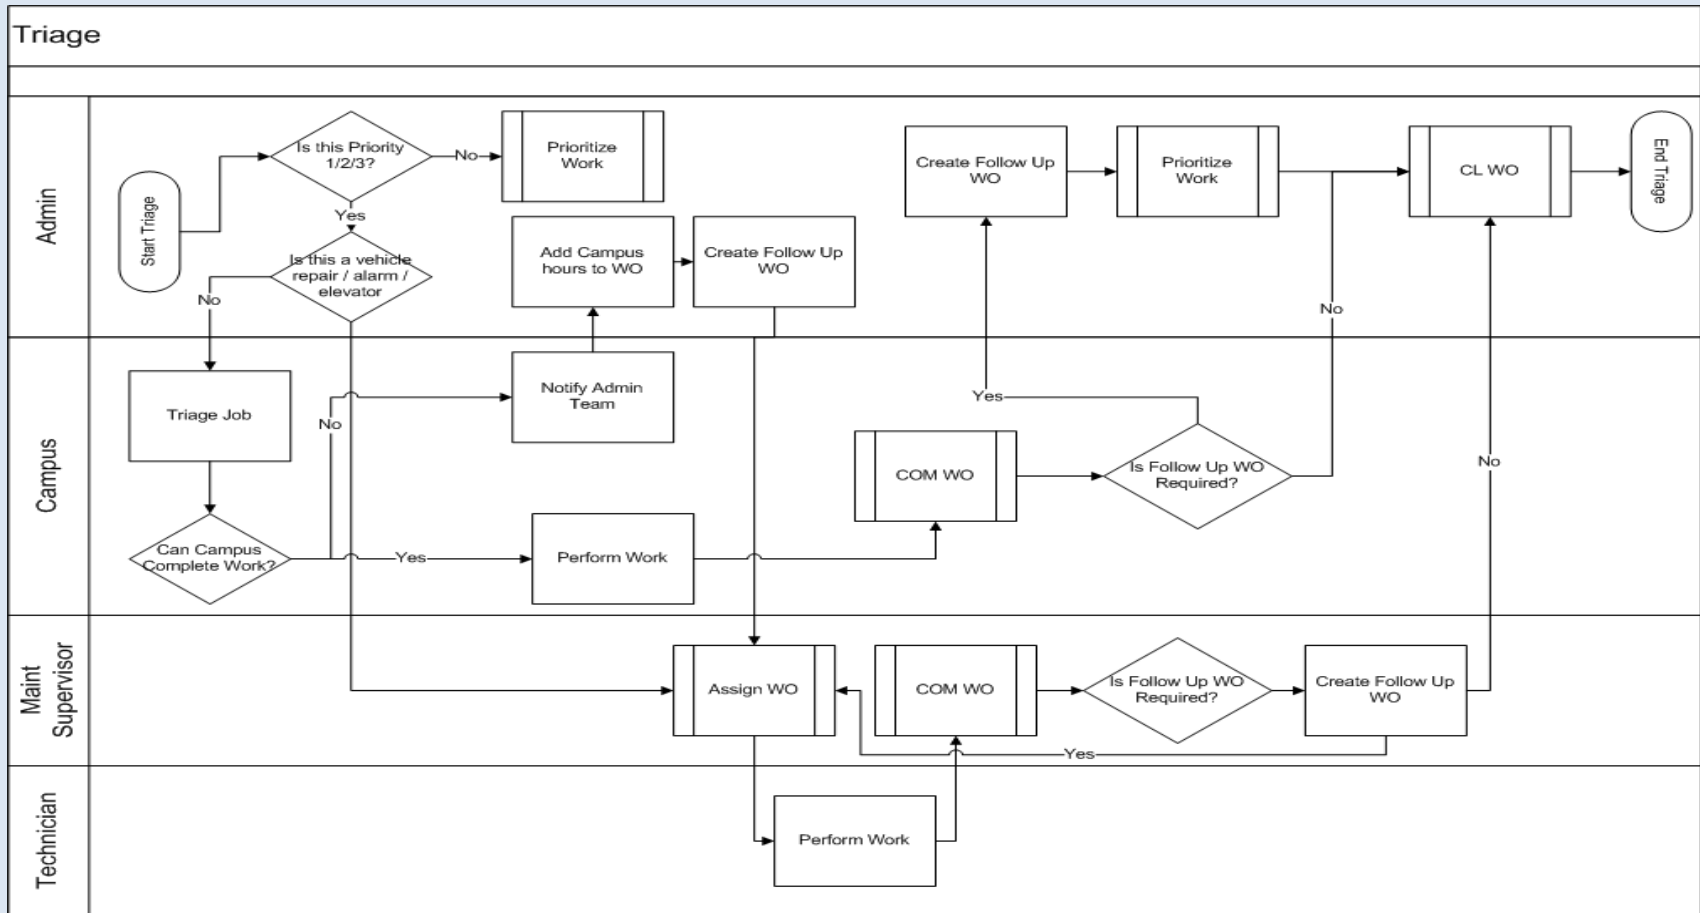 Triage
Admin
Start Triage
Is this Priority
1/2/3?
No
Prioritize
Work
Yes
Is this a vehicle
repair / alarm /
elevator
No
Add Campus
hours to WO
Create Follow Up
WO
Create Follow Up
WO
Prioritize
Work
CL WO
End Triage
No
Campus
Triage Job
Can Campus
Complete Work?
No
Notify Admin
Team
Yes
Perform Work
COM WO
Yes
Is Follow Up WO
Required?
No
Maint
Supervisor
Assign WO
COM WO
Is Follow Up WO
Required?
Create Follow Up
WO
Yes
Technician
Perform Work